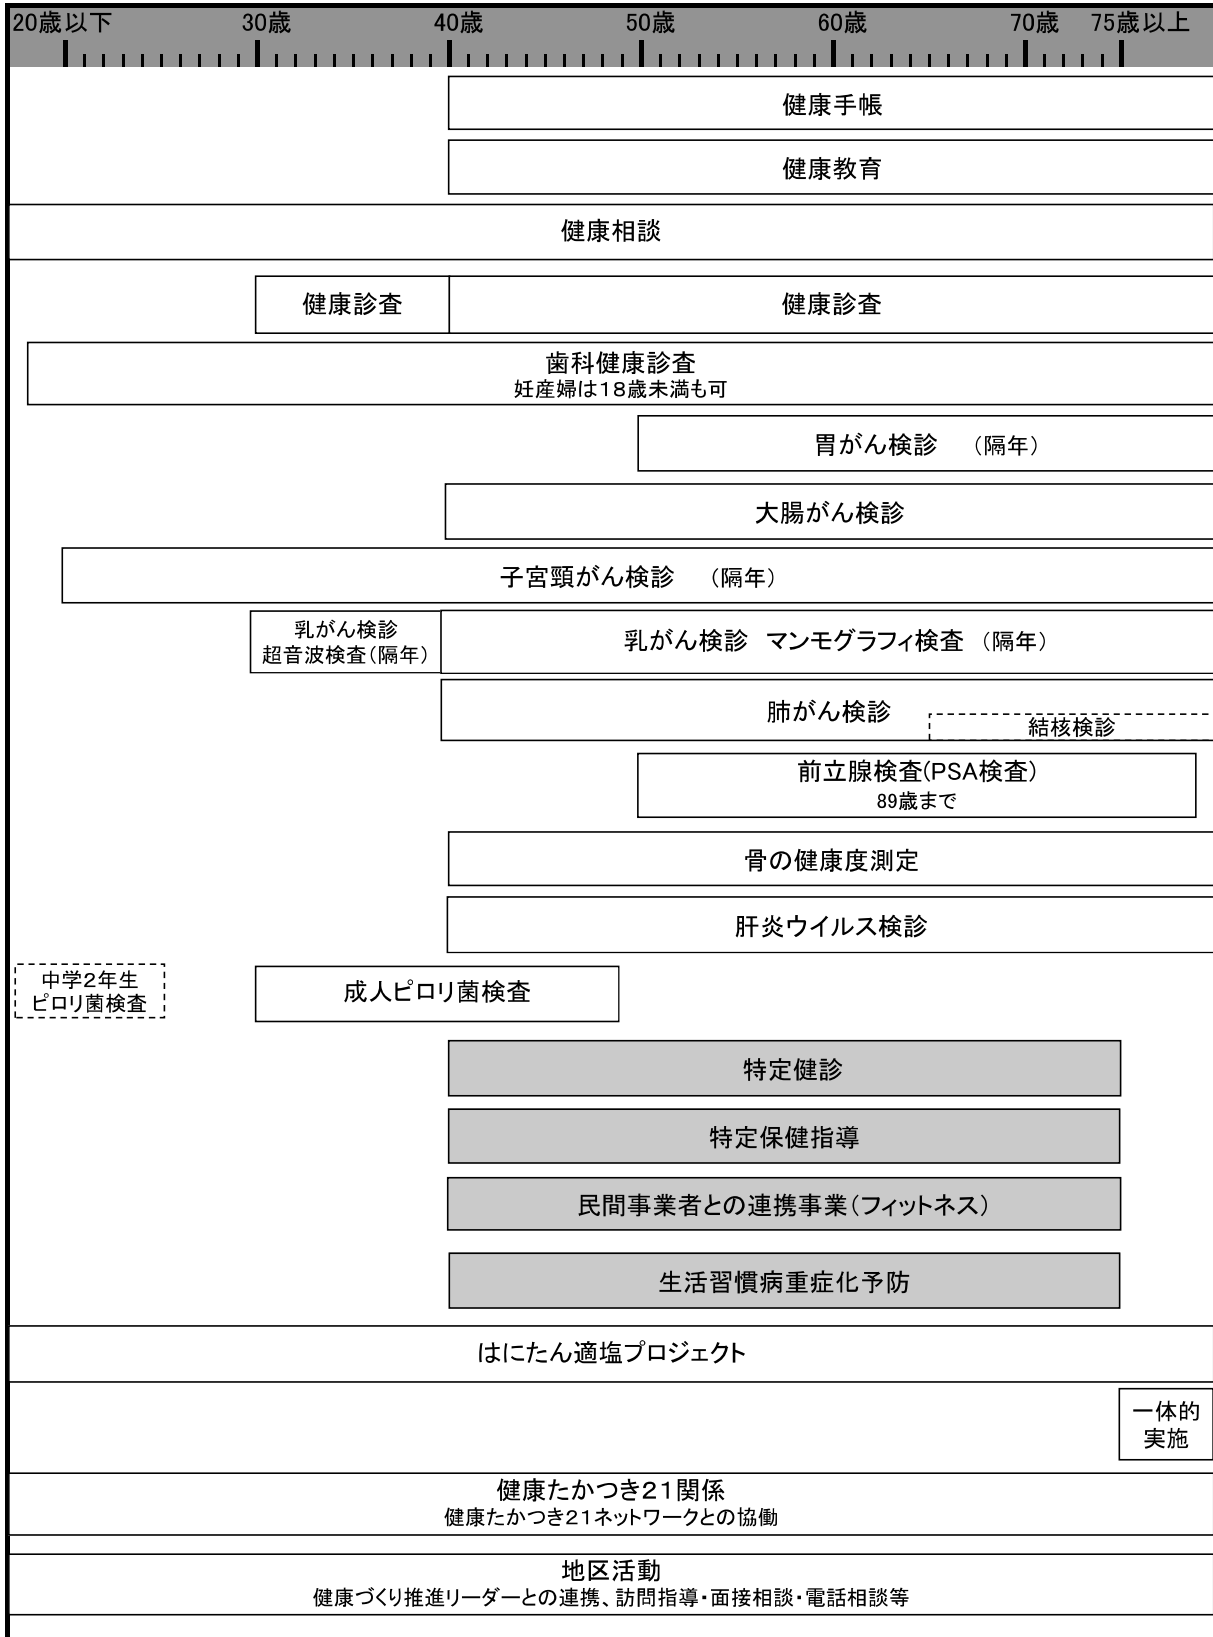 20歳以下 30歳 40歳 50歳 60歳 70歳 75歳以上
健康手帳
健康教育
健康相談
健康診査 健康診査
歯科健康診査
妊産婦は18歳未満も可
胃がん検診 （隔年）
大腸がん検診
子宮頸がん検診 （隔年）
乳がん検診
超音波検査（隔年）
乳がん検診 マンモグラフィ検査 （隔年）
肺がん検診
結核検診
前立腺検査(PSA検査)
89歳まで
骨の健康度測定
肝炎ウイルス検診
中学2年生
ピロリ菌検査
成人ピロリ菌検査
特定健診
特定保健指導
民間事業者との連携事業（フィットネス）
生活習慣病重症化予防
はにたん適塩プロジェクト
一体的
実施
健康たかつき21関係
健康たかつき21ネットワークとの協働
地区活動
健康づくり推進リーダーとの連携、訪問指導・面接相談・電話相談等